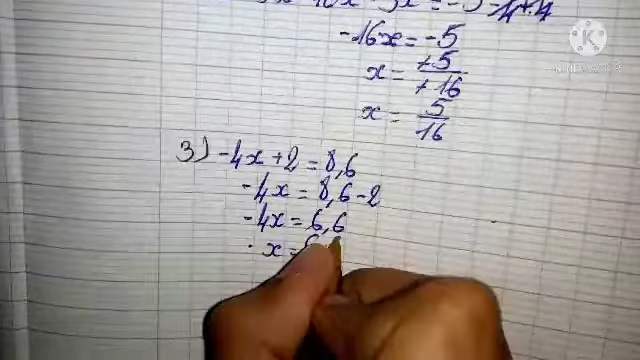 -16x = -5
x = +5/+16
x = 5/16
3) -4x + 2 = 8,6
-4x = 8,6 - 2
-4x = 6,6
x =
KINEMASTER